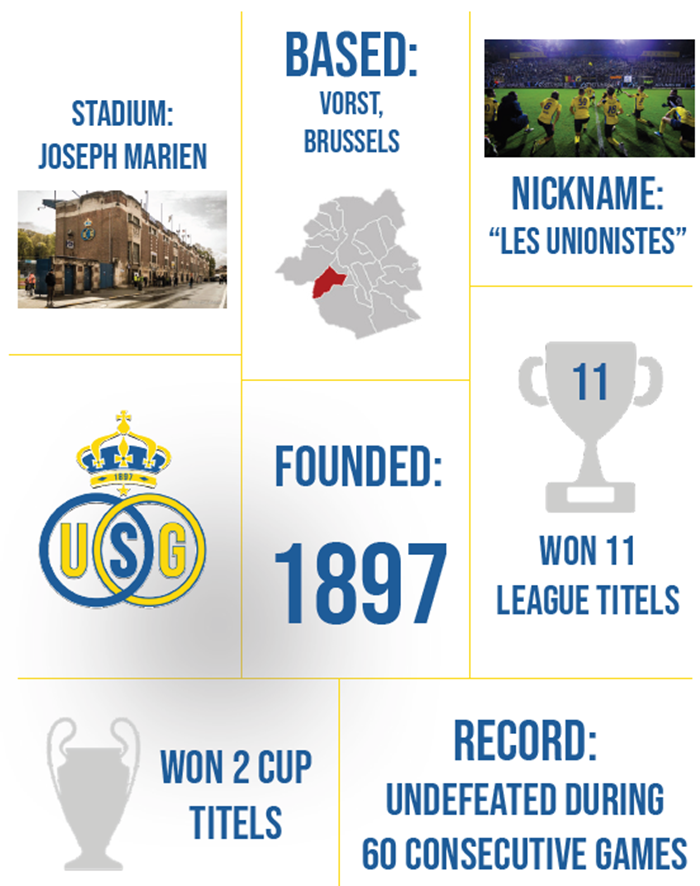 STADIUM:
JOSEPH MARIEN
BASED:
VORST,
BRUSSELS
NICKNAME:
“LES UNIONISTES”
1897
USG
FOUNDED:
1897
11
WON 11
LEAGUE TITELS
WON 2 CUP
TITELS
RECORD:
UNDEFEATED DURING
60 CONSECUTIVE GAMES